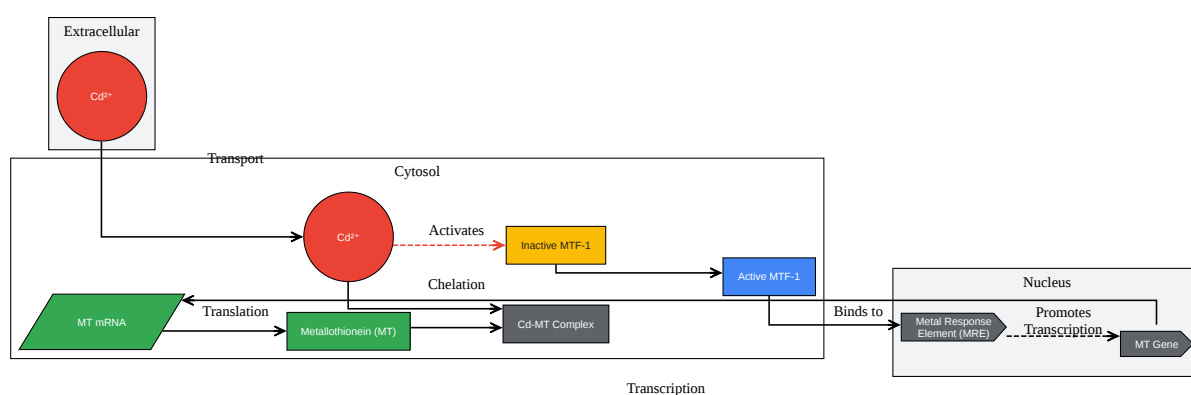 Extracellular
Cd²⁺
Transport
Cytosol
Cd²⁺
Activates
Inactive MTF-1
Active MTF-1
Chelation
Nucleus
MT mRNA
Translation
Metallothionein (MT)
Cd-MT Complex
Binds to
Metal Response
Element (MRE)
Promotes
Transcription
MT Gene
Transcription